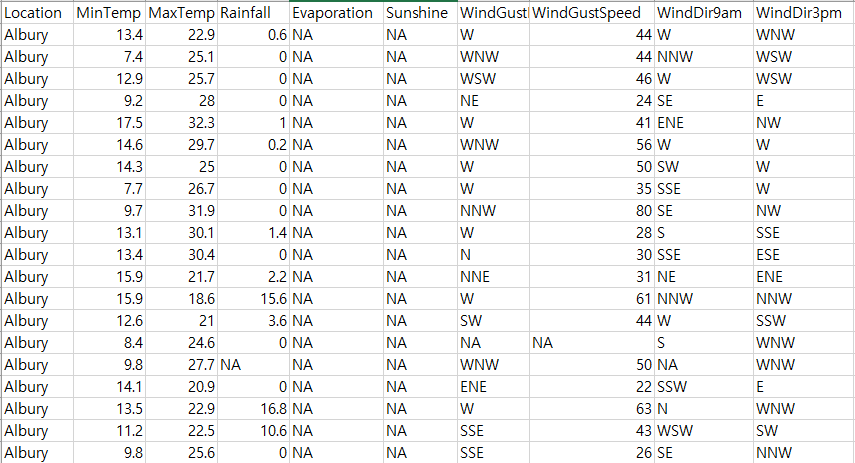 Location MinTemp MaxTemp Rainfall Evaporation Sunshine WindGust WindGustSpeed WindDir9am WindDir3pm
Albury 13.4 22.9 0.6 NA NA W 44 W WNW
Albury 7.4 25.1 0 NA NA WNW 44 NNW WSW
Albury 12.9 25.7 0 NA NA WSW 46 W WSW
Albury 9.2 28 0 NA NA NE 24 SE E
Albury 17.5 32.3 1 NA NA W 41 ENE NW
Albury 14.6 29.7 0.2 NA NA WNW 56 W W
Albury 14.3 25 0 NA NA W 50 SW W
Albury 7.7 26.7 0 NA NA W 35 SSE W
Albury 9.7 31.9 0 NA NA NNW 80 SE NW
Albury 13.1 30.1 1.4 NA NA W 28 S SSE
Albury 13.4 30.4 0 NA NA N 30 SSE ESE
Albury 15.9 21.7 2.2 NA NA NNE 31 NE ENE
Albury 15.9 18.6 15.6 NA NA W 61 NNW NNW
Albury 12.6 21 3.6 NA NA SW 44 W SSW
Albury 8.4 24.6 0 NA NA NA NA S WNW
Albury 9.8 27.7 NA NA NA WNW 50 NA WNW
Albury 14.1 20.9 0 NA NA ENE 22 SSW E
Albury 13.5 22.9 16.8 NA NA W 63 N WNW
Albury 11.2 22.5 10.6 NA NA SSE 43 WSW SW
Albury 9.8 25.6 0 NA NA SSE 26 SE NNW